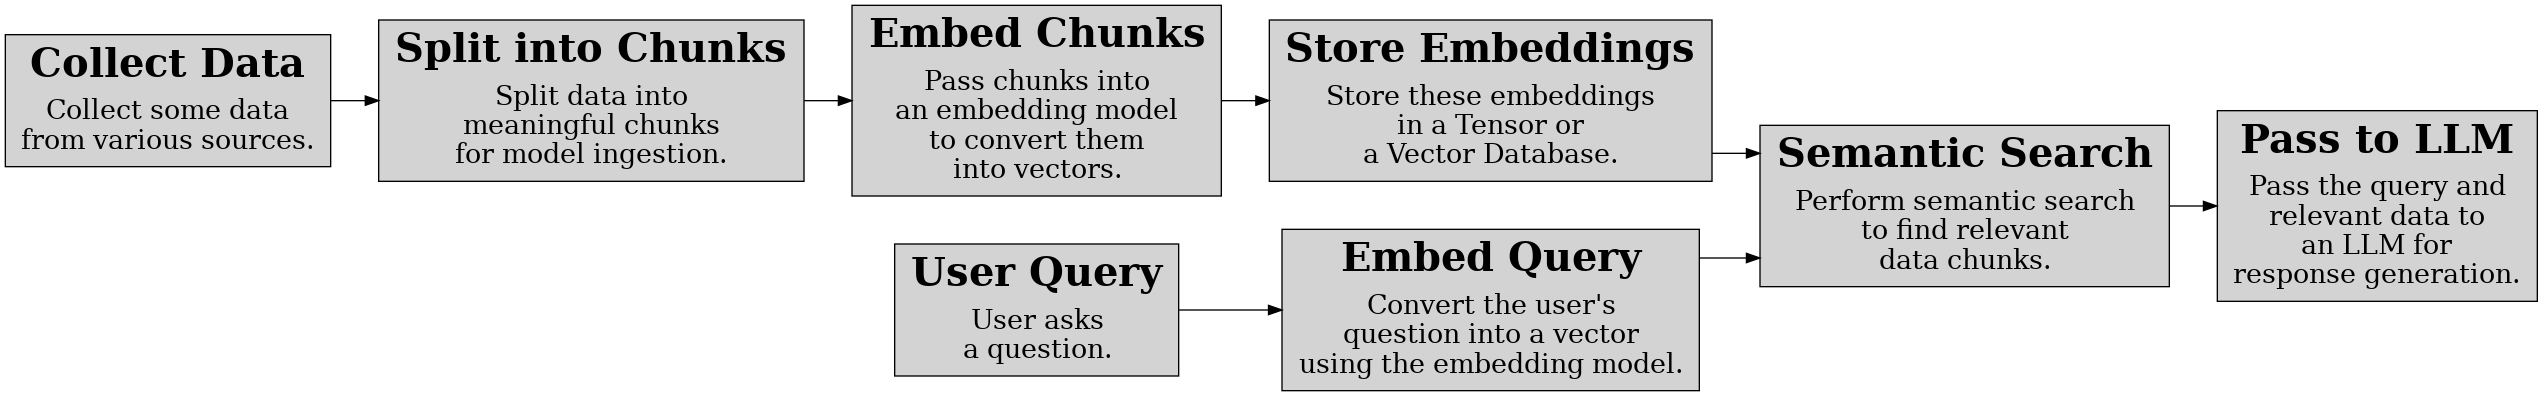 Collect Data
Collect some data
from various sources.
Split into Chunks
Split data into
meaningful chunks
for model ingestion.
Embed Chunks
Pass chunks into
an embedding model
to convert them
into vectors.
Store Embeddings
Store these embeddings
in a Tensor or
a Vector Database.
User Query
User asks
a question.
Embed Query
Convert the user's
question into a vector
using the embedding model.
Semantic Search
Perform semantic search
to find relevant
data chunks.
Pass to LLM
Pass the query and
relevant data to
an LLM for
response generation.